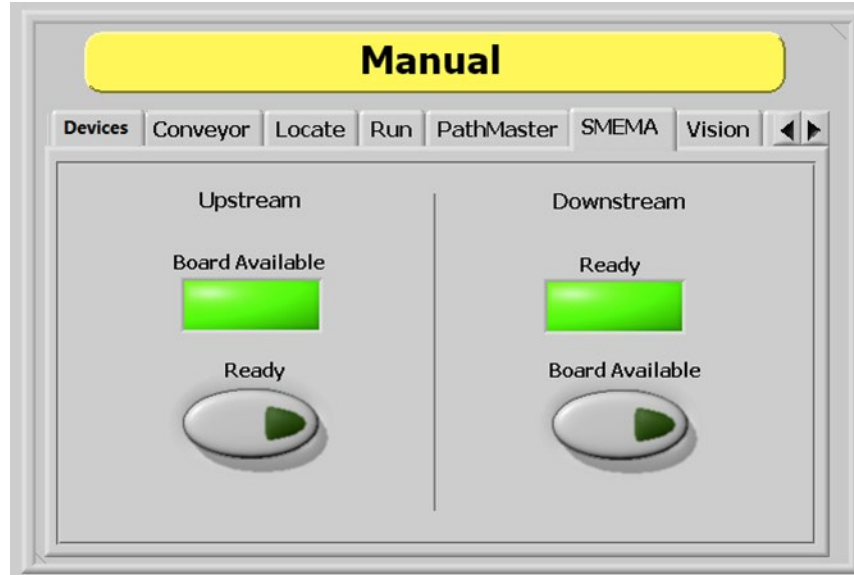 Manual
Devices Conveyor Locate Run PathMaster SMEMA Vision
Upstream
Board Available
Ready
Downstream
Ready
Board Available